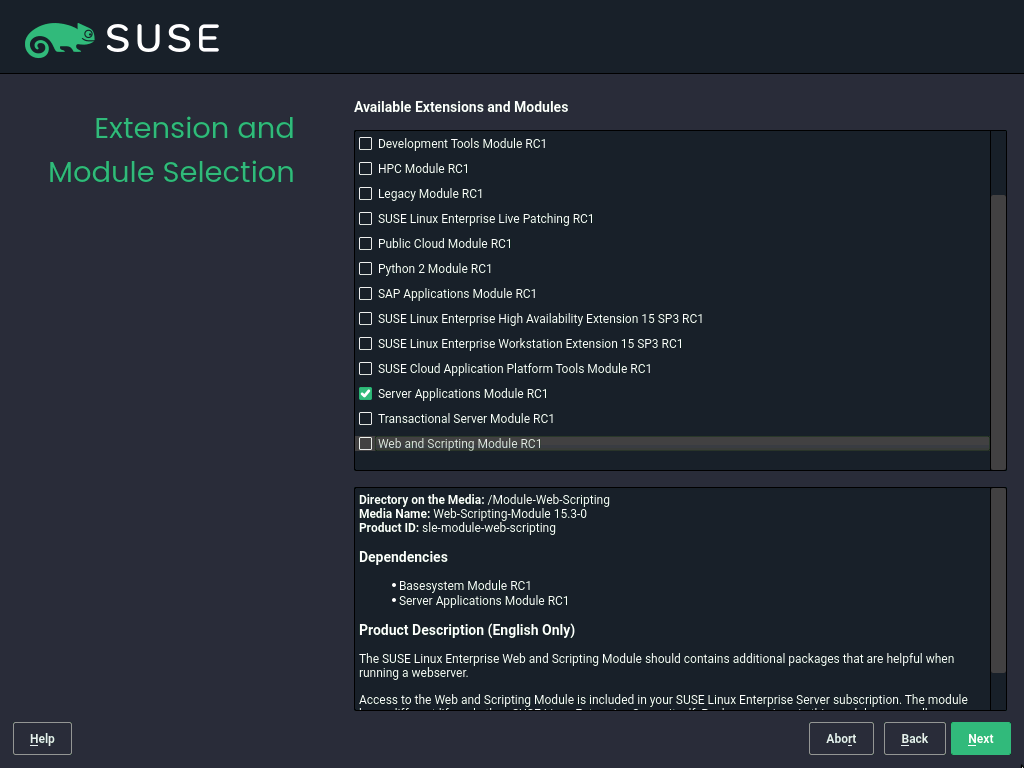 SUSE
Extension and
Module Selection
Available Extensions and Modules
Development Tools Module RC1
HPC Module RC1
Legacy Module RC1
SUSE Linux Enterprise Live Patching RC1
Public Cloud Module RC1
Python 2 Module RC1
SAP Applications Module RC1
SUSE Linux Enterprise High Availability Extension 15 SP3 RC1
SUSE Linux Enterprise Workstation Extension 15 SP3 RC1
SUSE Cloud Application Platform Tools Module RC1
Server Applications Module RC1
Transactional Server Module RC1
Web and Scripting Module RC1
Directory on the Media: /Module-Web-Scripting
Media Name: Web-Scripting-Module 15.3-0
Product ID: sle-module-web-scripting
Dependencies
• Basesystem Module RC1
• Server Applications Module RC1
Product Description (English Only)
The SUSE Linux Enterprise Web and Scripting Module should contains additional packages that are helpful when
running a webserver.
Access to the Web and Scripting Module is included in your SUSE Linux Enterprise Server subscription. The module
Help
Abort
Back
Next